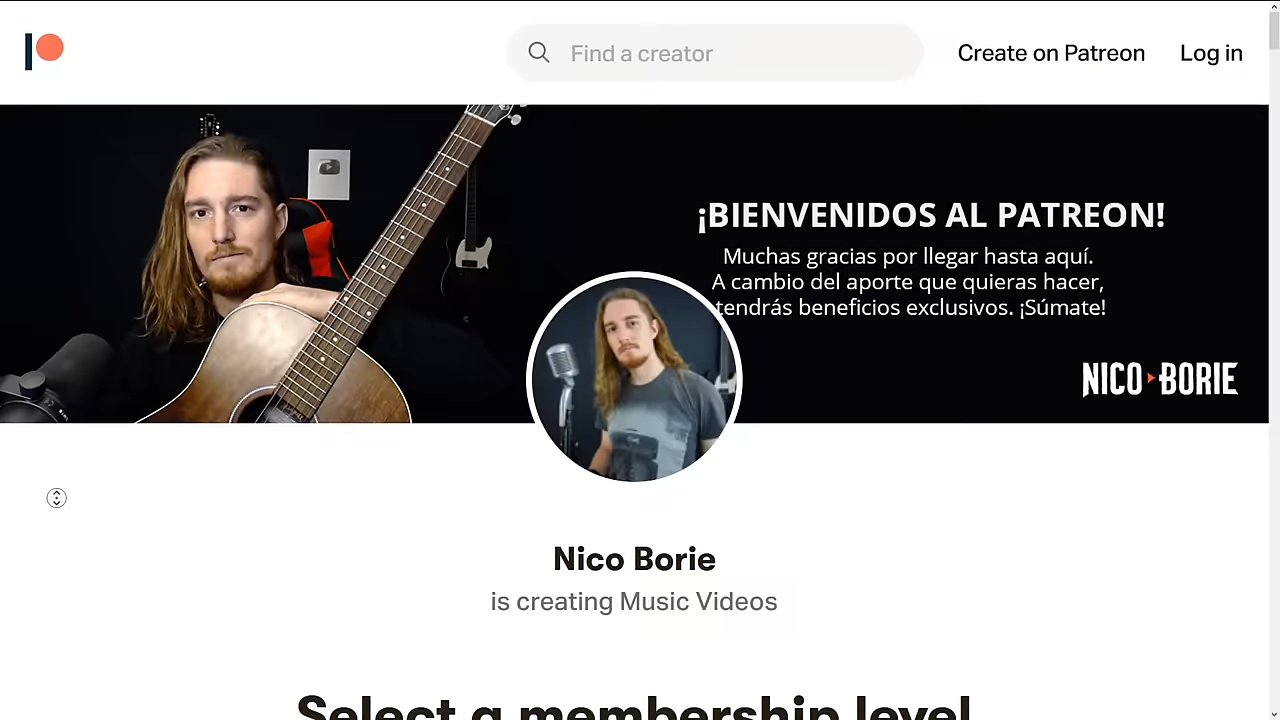 Find a creator
Create on Patreon
Log in
¡BIENVENIDOS AL PATREON!
Muchas gracias por llegar hasta aquí.
A cambio del aporte que quieras hacer,
tendrás beneficios exclusivos. ¡Súmate!
NICO BORIE
Nico Borie
is creating Music Videos
Select a membership level